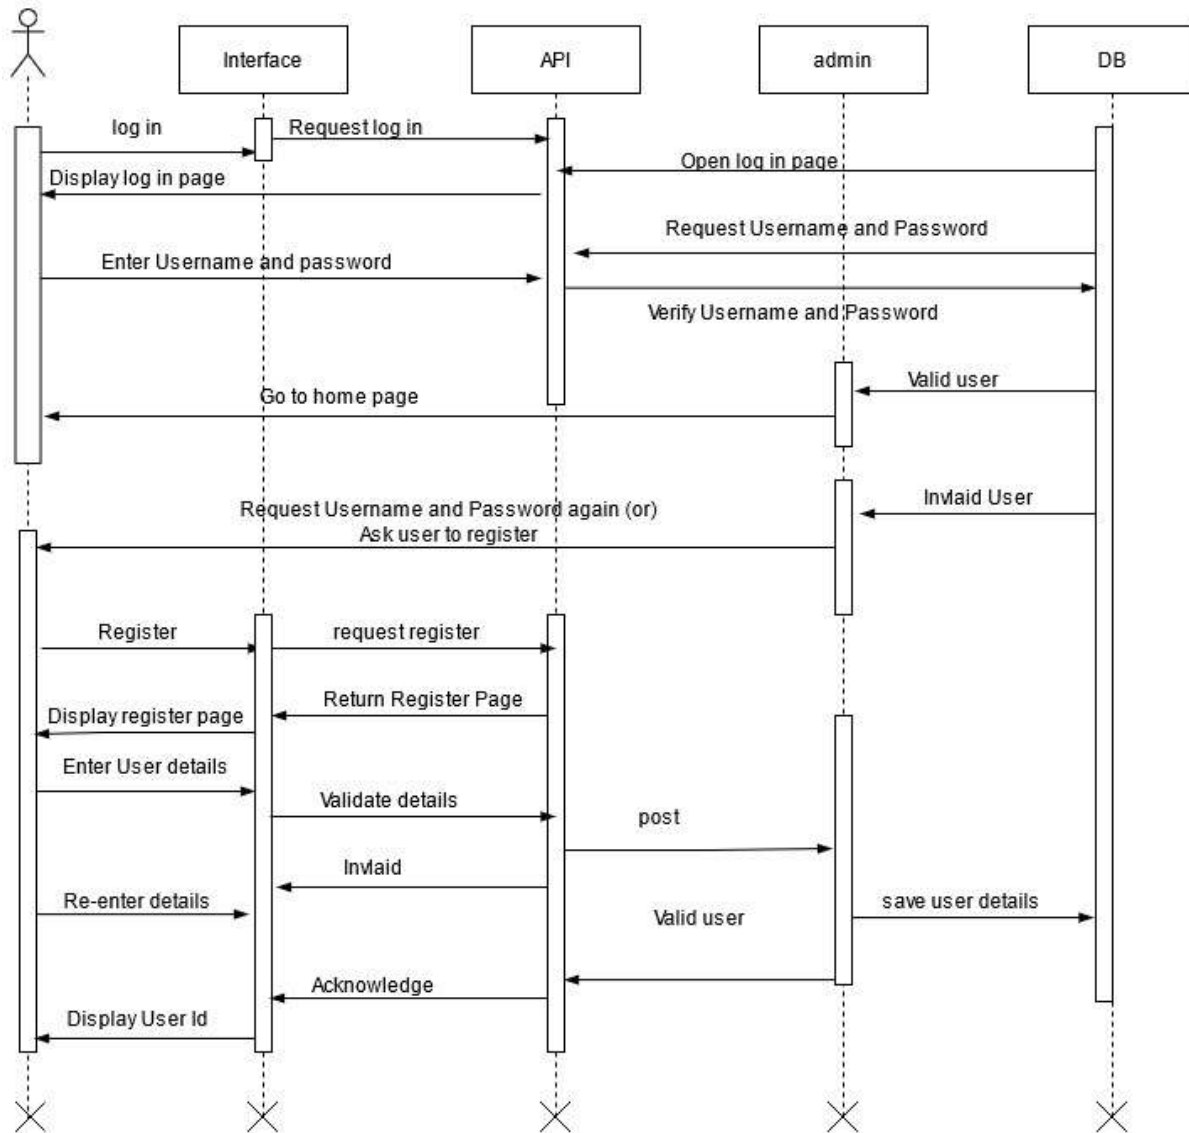 Interface
API
admin
DB
log in
Request log in
Open log in page
Display log in page
Request Username and Password
Enter Username and password
Verify Username and Password
Valid user
Go to home page
Invlaid User
Request Username and Password again (or)
Ask user to register
Register
request register
Return Register Page
Display register page
Enter User details
Validate details
post
Invlaid
Re-enter details
save user details
Valid user
Acknowledge
Display User Id